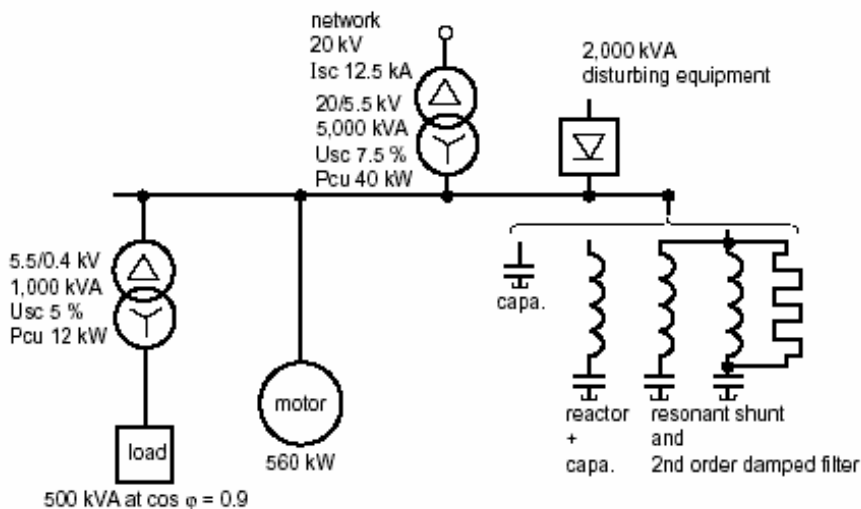 network
20 kV
Isc 12.5 kA
20/5.5 kV
5,000 kVA
Usc 7.5 %
Pcu 40 kW
2,000 kVA
disturbing equipment
5.5/0.4 kV
1,000 kVA
Usc 5 %
Pcu 12 kW
load
500 kVA at cos φ = 0.9
motor
560 kW
capa.
reactor
+
capa.
resonant shunt
and
2nd order damped filter